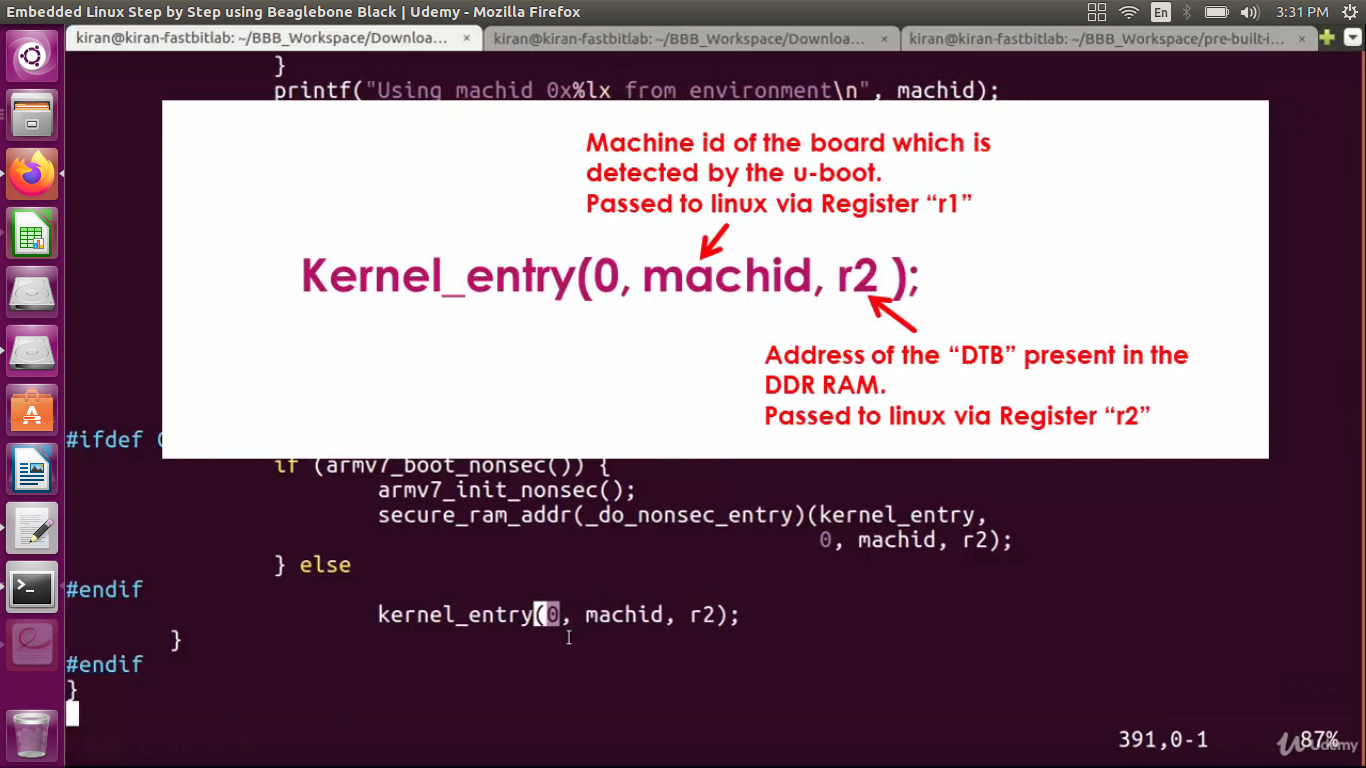 Embedded Linux Step by Step using Beaglebone Black | Udemy - Mozilla Firefox
En
3:31 PM
kiran@kiran-fastbitlab: ~/BBB_Workspace/Downloa... ×
kiran@kiran-fastbitlab: ~/BBB_Workspace/Downloa... ×
kiran@kiran-fastbitlab: ~/BBB_Workspace/pre-built-i... ×
}
printf("Using machid 0x%lx from environment\n", machid);
Machine id of the board which is
detected by the u-boot.
Passed to linux via Register “r1”
Kernel_entry(0, machid, r2 );
Address of the “DTB” present in the
DDR RAM.
Passed to linux via Register “r2”
#ifdef
if (armv7_boot_nonsec()) {
armv7_init_nonsec();
secure_ram_addr(_do_nonsec_entry)(kernel_entry,
0, machid, r2);
} else
#endif
kernel_entry(0, machid, r2);
}
#endif
}
391,0-1
87%
Udemy